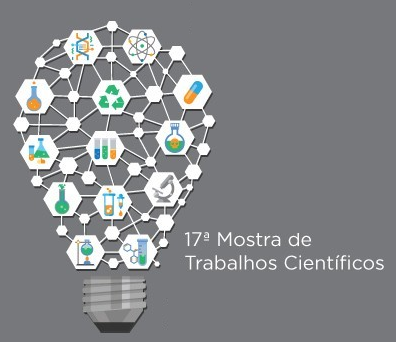 17ª Mostra de
Trabalhos Científicos